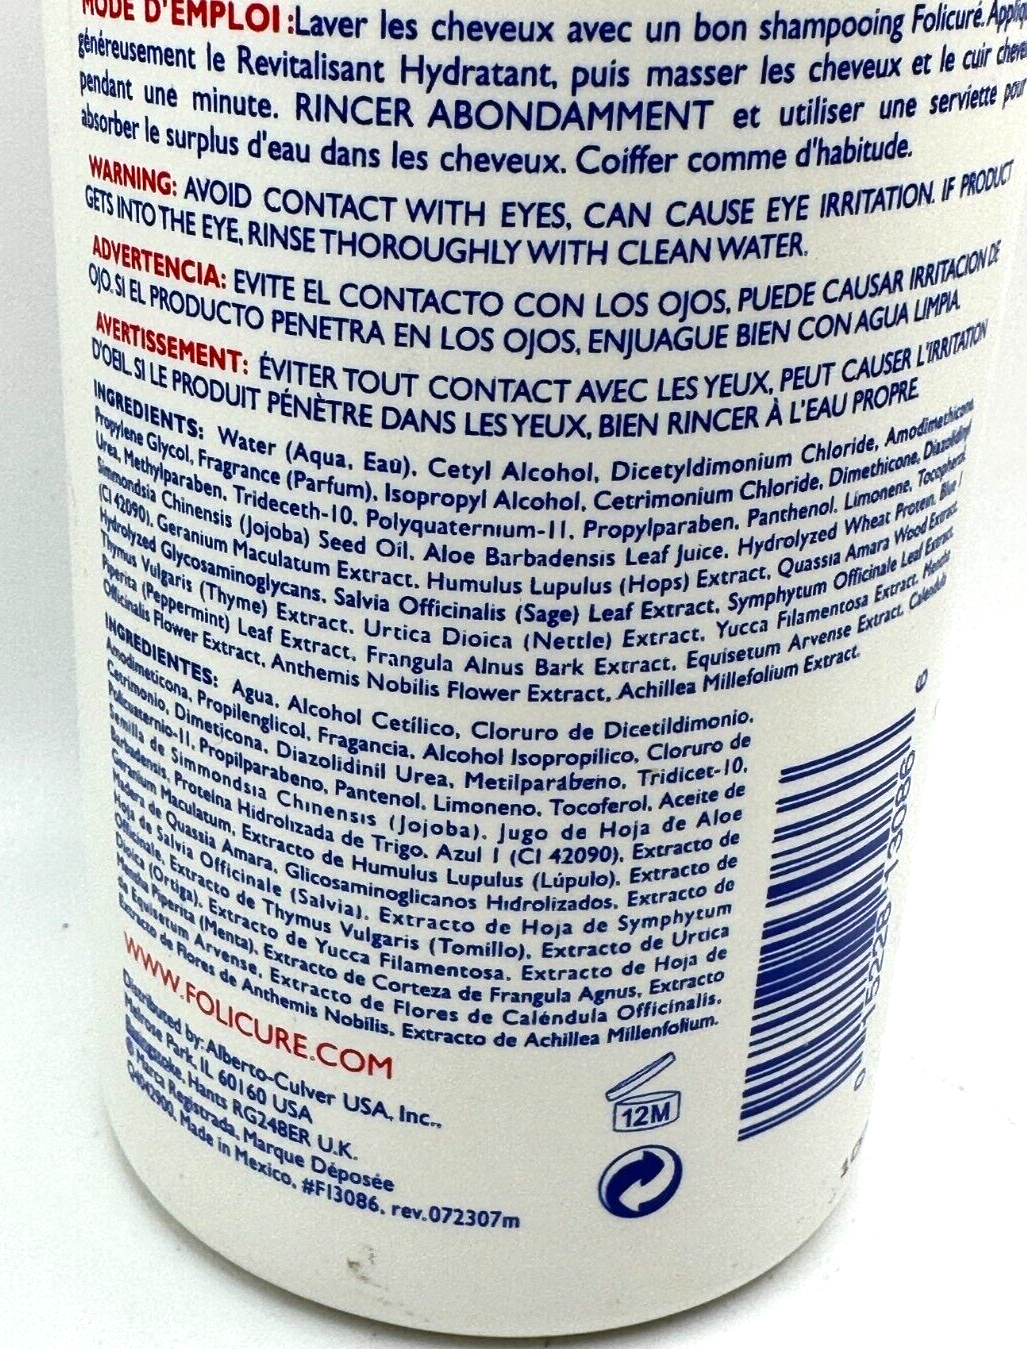 MODE D'EMPLOI :Laver les cheveux avec un bon shampooing Folicuré.
généreusement le Revitalisant Hydratant, puis masser les cheveux et le cuir
pendant une minute. RINCER ABONDAMMENT et utiliser une serviette pour
absorber le surplus d'eau dans les cheveux. Coiffer comme d'habitude.
WARNING: AVOID CONTACT WITH EYES, CAN CAUSE EYE IRRITATION. IF PRODUCT
GETS INTO THE EYE, RINSE THOROUGHLY WITH CLEAN WATER.
ADVERTENCIA: EVITE EL CONTACTO CON LOS OJOS, PUEDE CAUSAR IRRITACION DE
OJO. SI EL PRODUCTO PENETRA EN LOS OJOS, ENJUAGUE BIEN CON AGUA LIMPIA.
AVERTISSEMENT: ÉVITER TOUT CONTACT AVEC LES YEUX, PEUT CAUSER L'IRRITATION
D'OEIL. SI LE PRODUIT PÉNÈTRE DANS LES YEUX, BIEN RINCER À L'EAU PROPRE.
INGREDIENTS: Water (Aqua, Eau), Cetyl Alcohol, Dicetyldimonium Chloride, Amodimethicone,
Propylene Glycol, Fragrance (Parfum), Isopropyl Alcohol, Cetrimonium Chloride, Dimethicone, Diazolidinyl
Urea, Methylparaben, Trideceth-10, Polyquaternium-11, Propylparaben, Panthenol, Limonene, Tocopherol,
Simmondsia Chinensis (Jojoba) Seed Oil, Aloe Barbadensis Leaf Juice, Hydrolyzed Wheat Protein, Blue 1
(CI 42090), Geranium Maculatum Extract, Humulus Lupulus (Hops) Extract, Quassia Amara Wood Extract,
Hydrolyzed Glycosaminoglycans, Salvia Officinalis (Sage) Leaf Extract, Symphytum Officinale Leaf Extract,
Thymus Vulgaris (Thyme) Extract, Urtica Dioica (Nettle) Extract, Yucca Filamentosa Extract, Mentha
Piperita (Peppermint) Leaf Extract, Frangula Alnus Bark Extract, Equisetum Arvense Extract, Calendula
Officinalis Flower Extract, Anthemis Nobilis Flower Extract, Achillea Millefolium Extract.
INGREDIENTES: Agua, Alcohol Cetílico, Cloruro de Dicetildimonio,
Amodimeticona, Propilenglicol, Fragancia, Alcohol Isopropílico, Cloruro de
Cetrimonio, Dimeticona, Diazolidinil Urea, Metilparabeno, Tridicet-10,
Policuaternio-11, Propilparabeno, Pantenol, Limoneno, Tocoferol, Aceite de
Semilla de Simmondsia Chinensis (Jojoba), Jugo de Hoja de Aloe
Barbadensis, Proteína Hidrolizada de Trigo, Azul 1 (CI 42090), Extracto de
Geranium Maculatum, Extracto de Humulus Lupulus (Lúpulo), Extracto de
Madera de Quassia Amara, Glicosaminoglicanos Hidrolizados, Extracto de
Hoja de Salvia Officinale (Salvia), Extracto de Hoja de Symphytum
Officinale, Extracto de Thymus Vulgaris (Tomillo), Extracto de Urtica
Dioica (Ortiga), Extracto de Yucca Filamentosa, Extracto de Hoja de
Mentha Piperita (Menta), Extracto de Corteza de Frangula Agnus, Extracto
de Equisetum Arvense, Extracto de Flores de Caléndula Officinalis,
Extracto de Flores de Anthemis Nobilis, Extracto de Achillea Millenfolium.
WWW.FOLICURE.COM
Distributed by: Alberto-Culver USA, Inc.,
Melrose Park, IL 60160 USA
Basingstoke, Hants RG248ER U.K.
® Marca Registrada, Marque Déposée
04042900, Made in Mexico, #FI3086, rev.072307m
12M
0 15228 13086 6